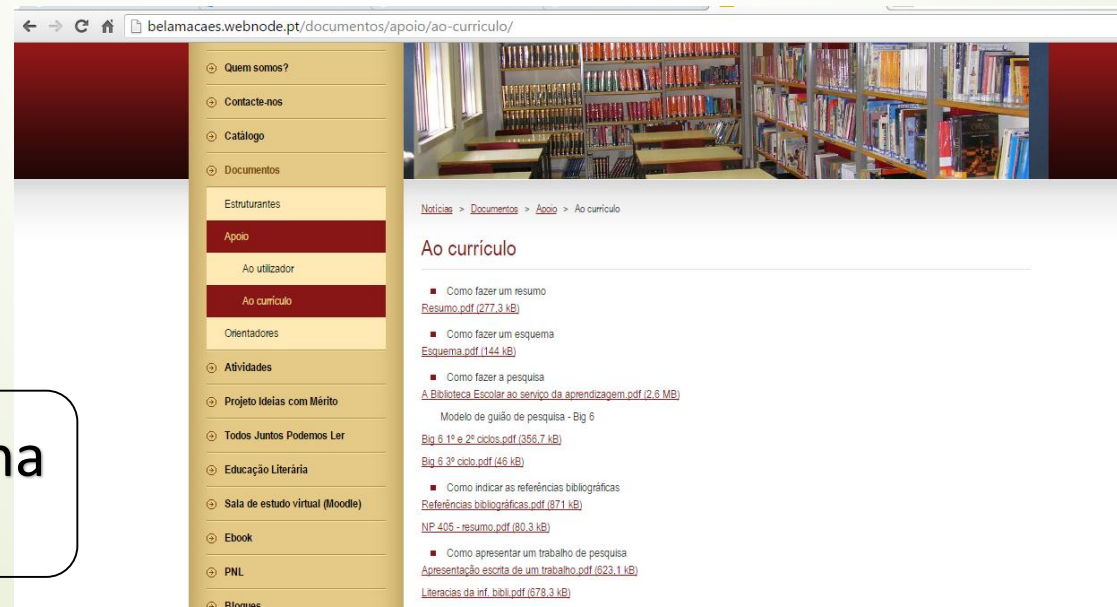 belamacaes.webnode.pt/documentos/apoio/ao-curriculo/
Quem somos?
Contacte-nos
Catálogo
Documentos
Estruturantes
Apoio
Ao utilizador
Ao currículo
Orientadores
Atividades
Projeto Ideias com Mérito
Todos Juntos Podemos Ler
Educação Literária
Sala de estudo virtual (Moodle)
Ebook
PNL
Blogues
Notícias > Documentos > Apoio > Ao currículo
Ao currículo
Como fazer um resumo
Resumo.pdf (277,3 kB)
Como fazer um esquema
Esquema.pdf (144 kB)
Como fazer a pesquisa
A Biblioteca Escolar ao serviço da aprendizagem.pdf (2,6 MB)
Modelo de guião de pesquisa - Big 6
Big 6 1º e 2º ciclos.pdf (356,7 kB)
Big 6 3º ciclo.pdf (46 kB)
Como indicar as referências bibliográficas
Referências bibliográficas.pdf (871 kB)
NP 405 - resumo.pdf (80,3 kB)
Como apresentar um trabalho de pesquisa
Apresentação escrita de um trabalho.pdf (623,1 kB)
Literacias da inf. bibli.pdf (678,3 kB)